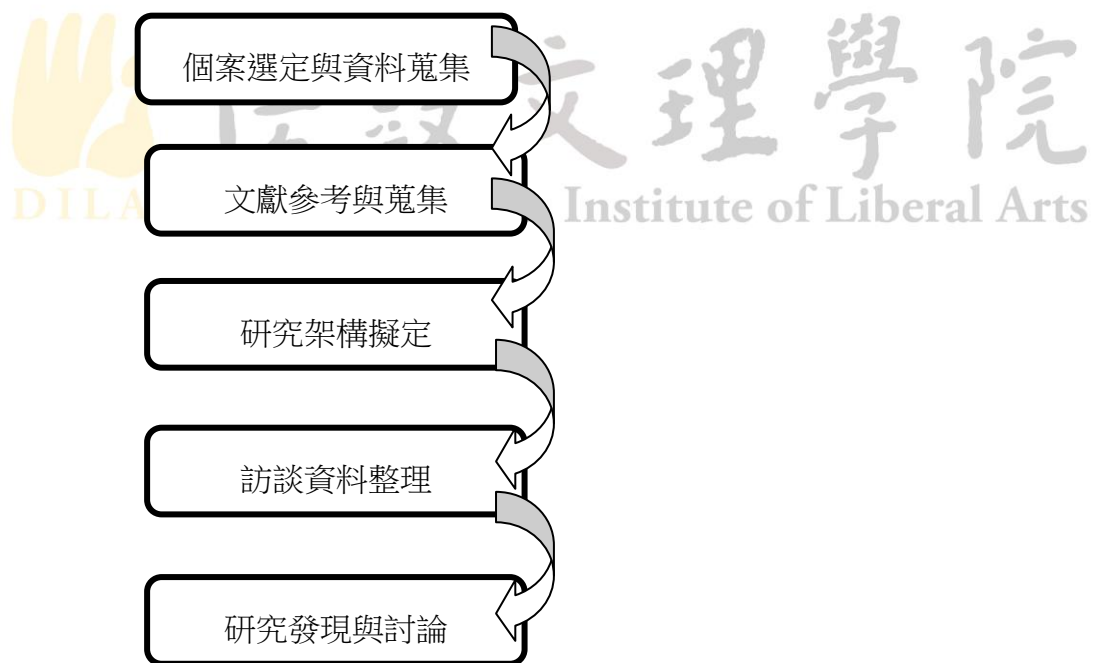 個案選定與資料蒐集
文理學院
DILA
Institute of Liberal Arts
文獻參考與蒐集
研究架構擬定
訪談資料整理
研究發現與討論